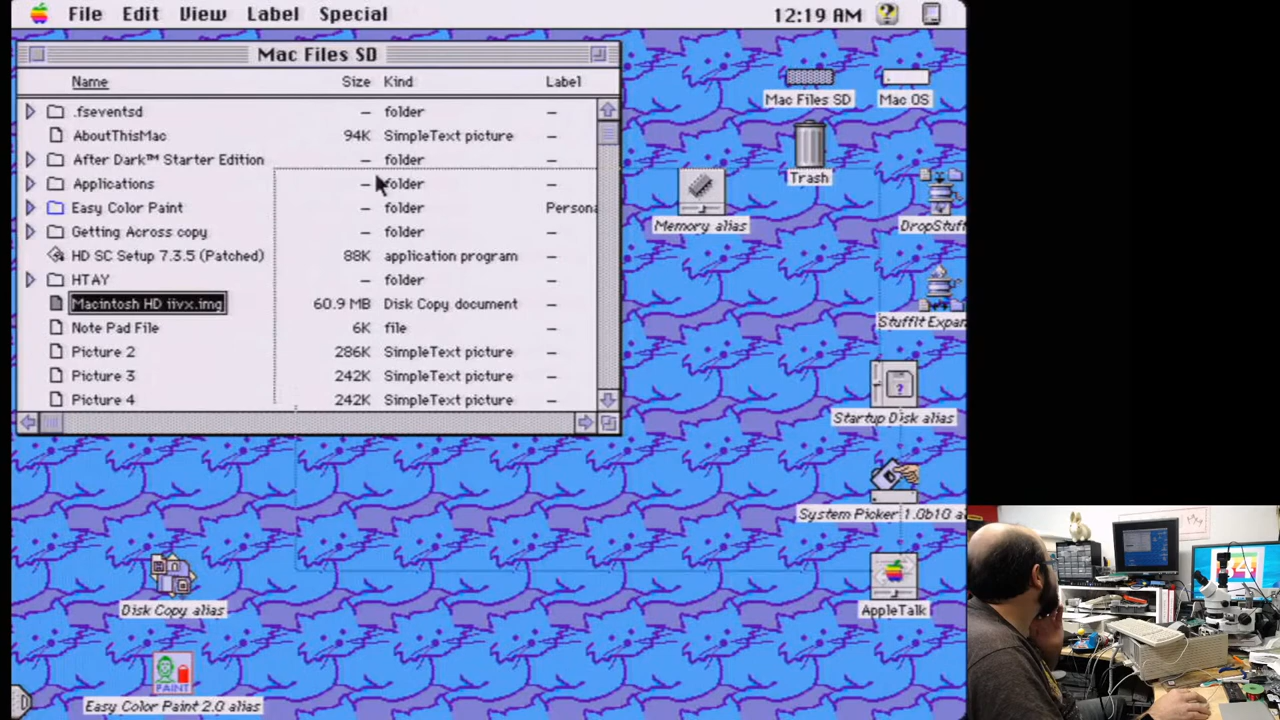 File Edit View Label Special 12:19 AM
Mac Files SD
Name Size Kind Label
.fseventsd – folder –
AboutThisMac 94K SimpleText picture –
After Dark™ Starter Edition – folder –
Applications – folder –
Easy Color Paint – folder Persona
Getting Across copy – folder –
HD SC Setup 7.3.5 (Patched) 88K application program –
HTAY – folder –
Macintosh HD iivx.img 60.9 MB Disk Copy document –
Note Pad File 6K file –
Picture 2 286K SimpleText picture –
Picture 3 242K SimpleText picture –
Picture 4 242K SimpleText picture –
Mac Files SD
Mac OS
Trash
Memory alias
DropStuff
StuffIt Expan
Startup Disk alias
System Picker 1.0b10 a
AppleTalk
Disk Copy alias
PAINT
Easy Color Paint 2.0 alias